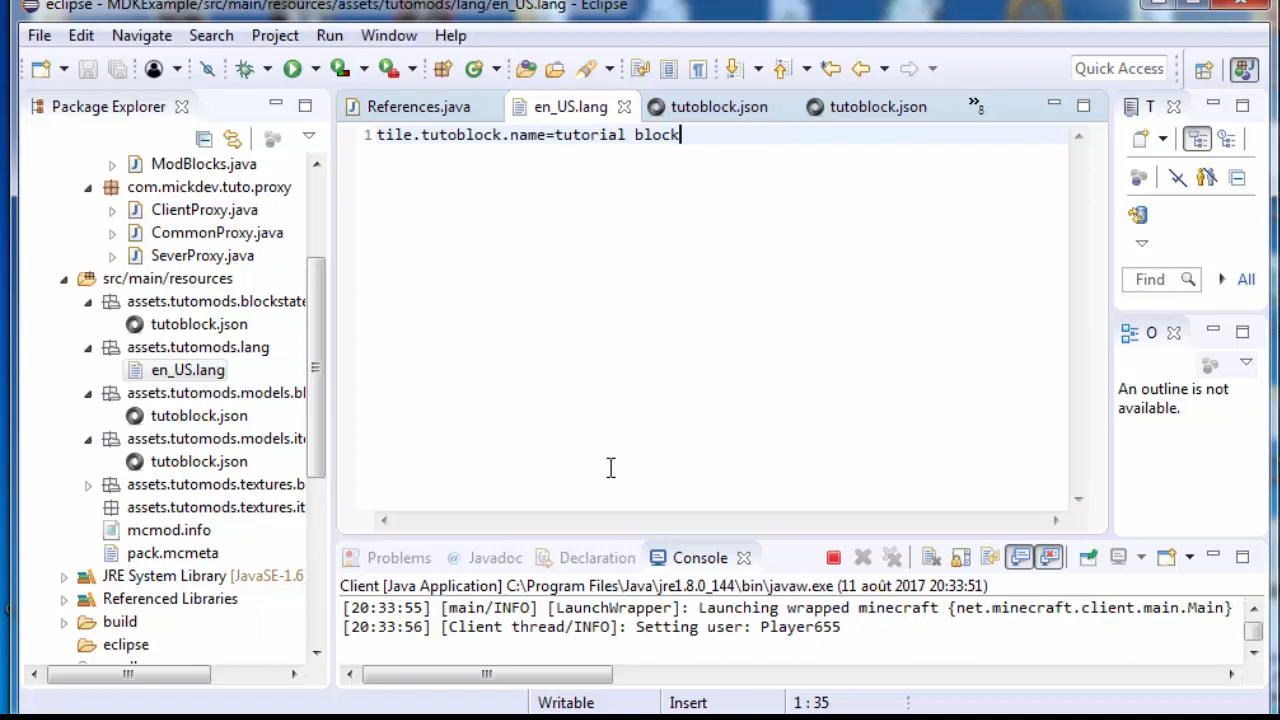 eclipse - MDKExample/src/main/resources/assets/tutomods/lang/en_US.lang - Eclipse
File Edit Navigate Search Project Run Window Help
Quick Access
Package Explorer
References.java en_US.lang tutoblock.json tutoblock.json »8
T
1 tile.tutoblock.name=tutorial block
ModBlocks.java
com.mickdev.tuto.proxy
ClientProxy.java
CommonProxy.java
SeverProxy.java
src/main/resources
assets.tutomods.blockstate
tutoblock.json
assets.tutomods.lang
en_US.lang
assets.tutomods.models.bl
tutoblock.json
assets.tutomods.models.ite
tutoblock.json
assets.tutomods.textures.b
assets.tutomods.textures.it
mcmod.info
pack.mcmeta
JRE System Library [JavaSE-1.6
Referenced Libraries
build
eclipse
Find All
O
An outline is not
available.
Problems @ Javadoc Declaration Console
Client [Java Application] C:\Program Files\Java\jre1.8.0_144\bin\javaw.exe (11 août 2017 20:33:51)
[20:33:55] [main/INFO] [LaunchWrapper]: Launching wrapped minecraft {net.minecraft.client.main.Main}
[20:33:56] [Client thread/INFO]: Setting user: Player655
Writable Insert 1 : 35